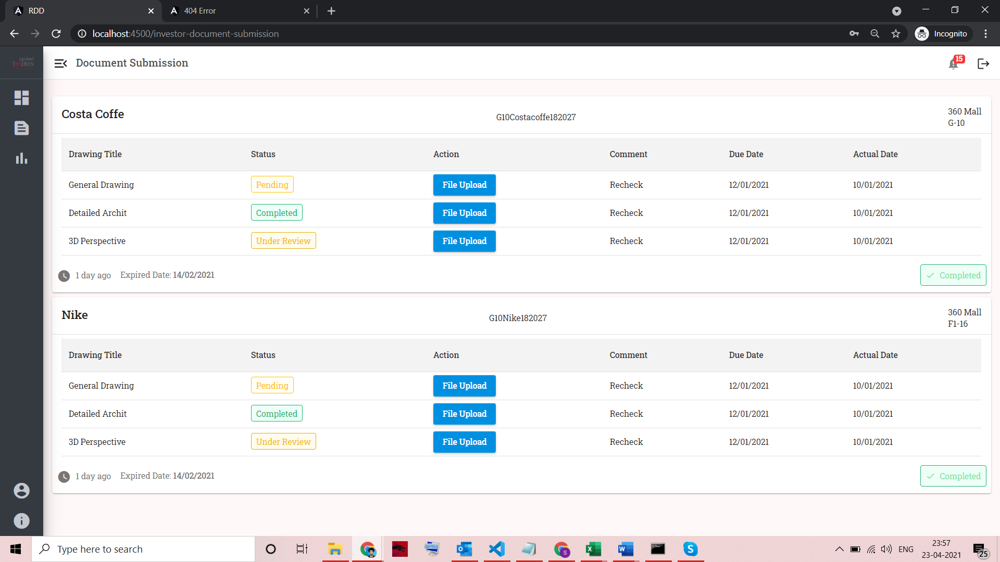 RDD
404 Error
localhost:4500/investor-document-submission
Incognito
تمدين
TAMDEEN
Document Submission
15
Costa Coffe
G10Costacoffe182027
360 Mall
G-10
Drawing Title Status Action Comment Due Date Actual Date
General Drawing Pending File Upload Recheck 12/01/2021 10/01/2021
Detailed Archit Completed File Upload Recheck 12/01/2021 10/01/2021
3D Perspective Under Review File Upload Recheck 12/01/2021 10/01/2021
1 day ago Expired Date: 14/02/2021 Completed
Nike
G10Nike182027
360 Mall
F1-16
Drawing Title Status Action Comment Due Date Actual Date
General Drawing Pending File Upload Recheck 12/01/2021 10/01/2021
Detailed Archit Completed File Upload Recheck 12/01/2021 10/01/2021
3D Perspective Under Review File Upload Recheck 12/01/2021 10/01/2021
1 day ago Expired Date: 14/02/2021 Completed
Type here to search
ENG
23:57
23-04-2021
25